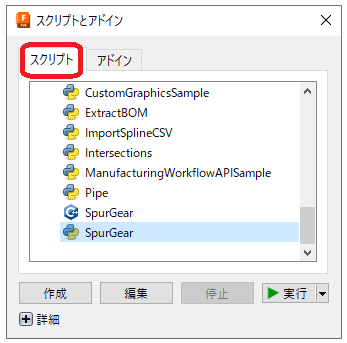 スクリプトとアドイン
スクリプト アドイン
CustomGraphicsSample
ExtractBOM
ImportSplineCSV
Intersections
ManufacturingWorkflowAPISample
Pipe
SpurGear
SpurGear
作成 編集 停止 実行
詳細